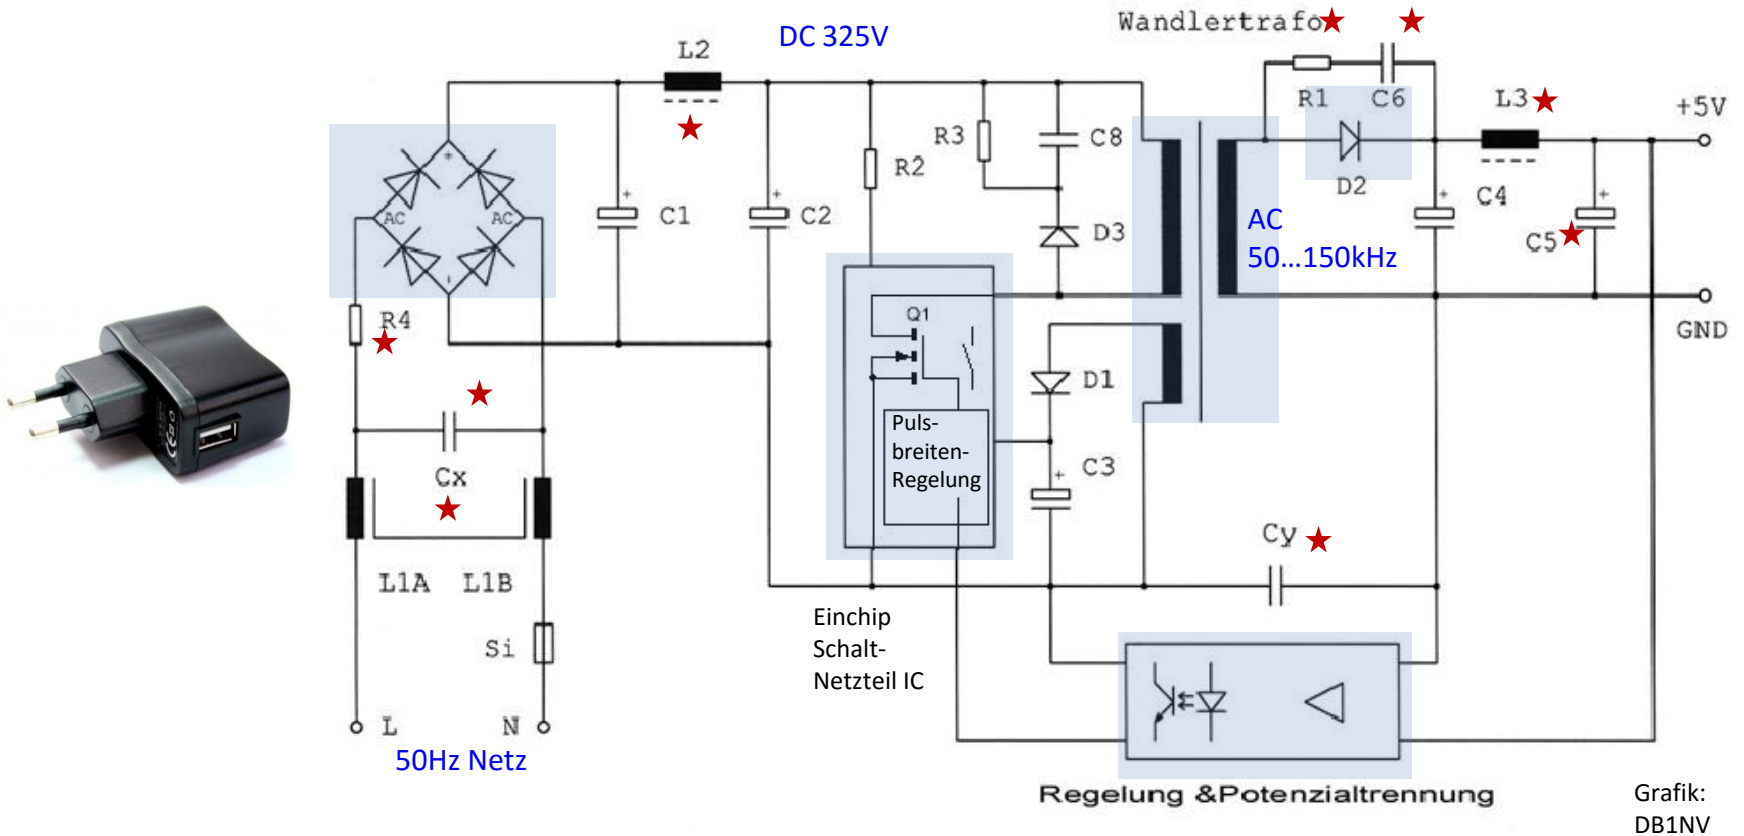 Wandlertrafo
DC 325V
L2
R1
C6
L3
+5V
R3
C8
R2
D2
C4
+
AC
AC
+
C1
+
C2
D3
AC
50...150kHz
+
+
C5
-
R4
Q1
GND
D1
Puls-
breiten-
Regelung
C3
+
Cx
Cy
L1A
L1B
Einchip
Schalt-
Netzteil IC
Si
L
N
50Hz Netz
Regelung &Potenzialtrennung
Grafik:
DB1NV